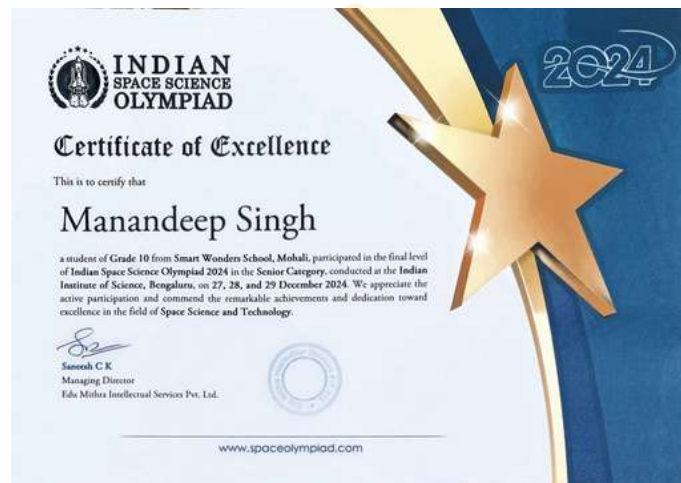 INDIAN
SPACE SCIENCE
OLYMPIAD
2024
Certificate of Excellence
This is to certify that
Manandeep Singh
a student of Grade 10 from Smart Wonders School, Mohali, participated in the final level
of Indian Space Science Olympiad 2024 in the Senior Category, conducted at the Indian
Institute of Science, Bengaluru, on 27, 28, and 29 December 2024. We appreciate the
active participation and commend the remarkable achievements and dedication toward
excellence in the field of Space Science and Technology.
Saneesh C K
Managing Director
Edu Mithra Intellectual Services Pvt. Ltd.
www.spaceolympiad.com